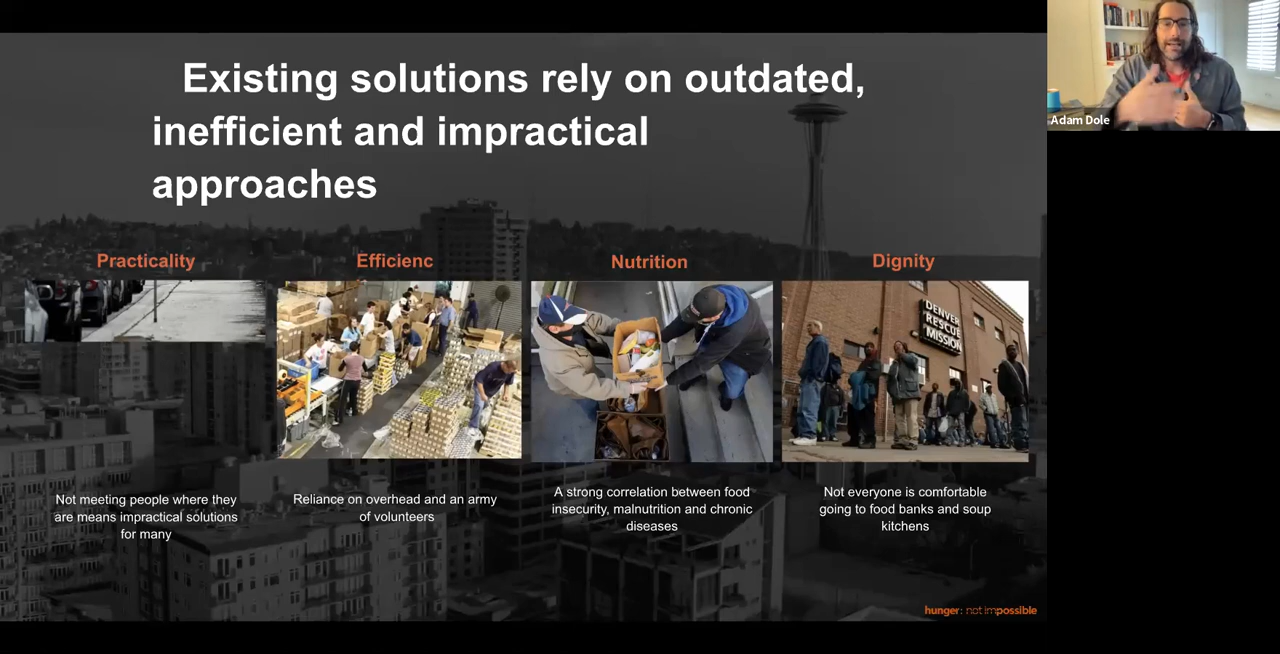 Existing solutions rely on outdated,
inefficient and impractical
approaches
Adam Dole
Practicality
Efficienc
Nutrition
Dignity
DENVER
RESCUE
MISSION
Not meeting people where they
are means impractical solutions
for many
Reliance on overhead and an army
of volunteers
A strong correlation between food
insecurity, malnutrition and chronic
diseases
Not everyone is comfortable
going to food banks and soup
kitchens
hunger: not impossible